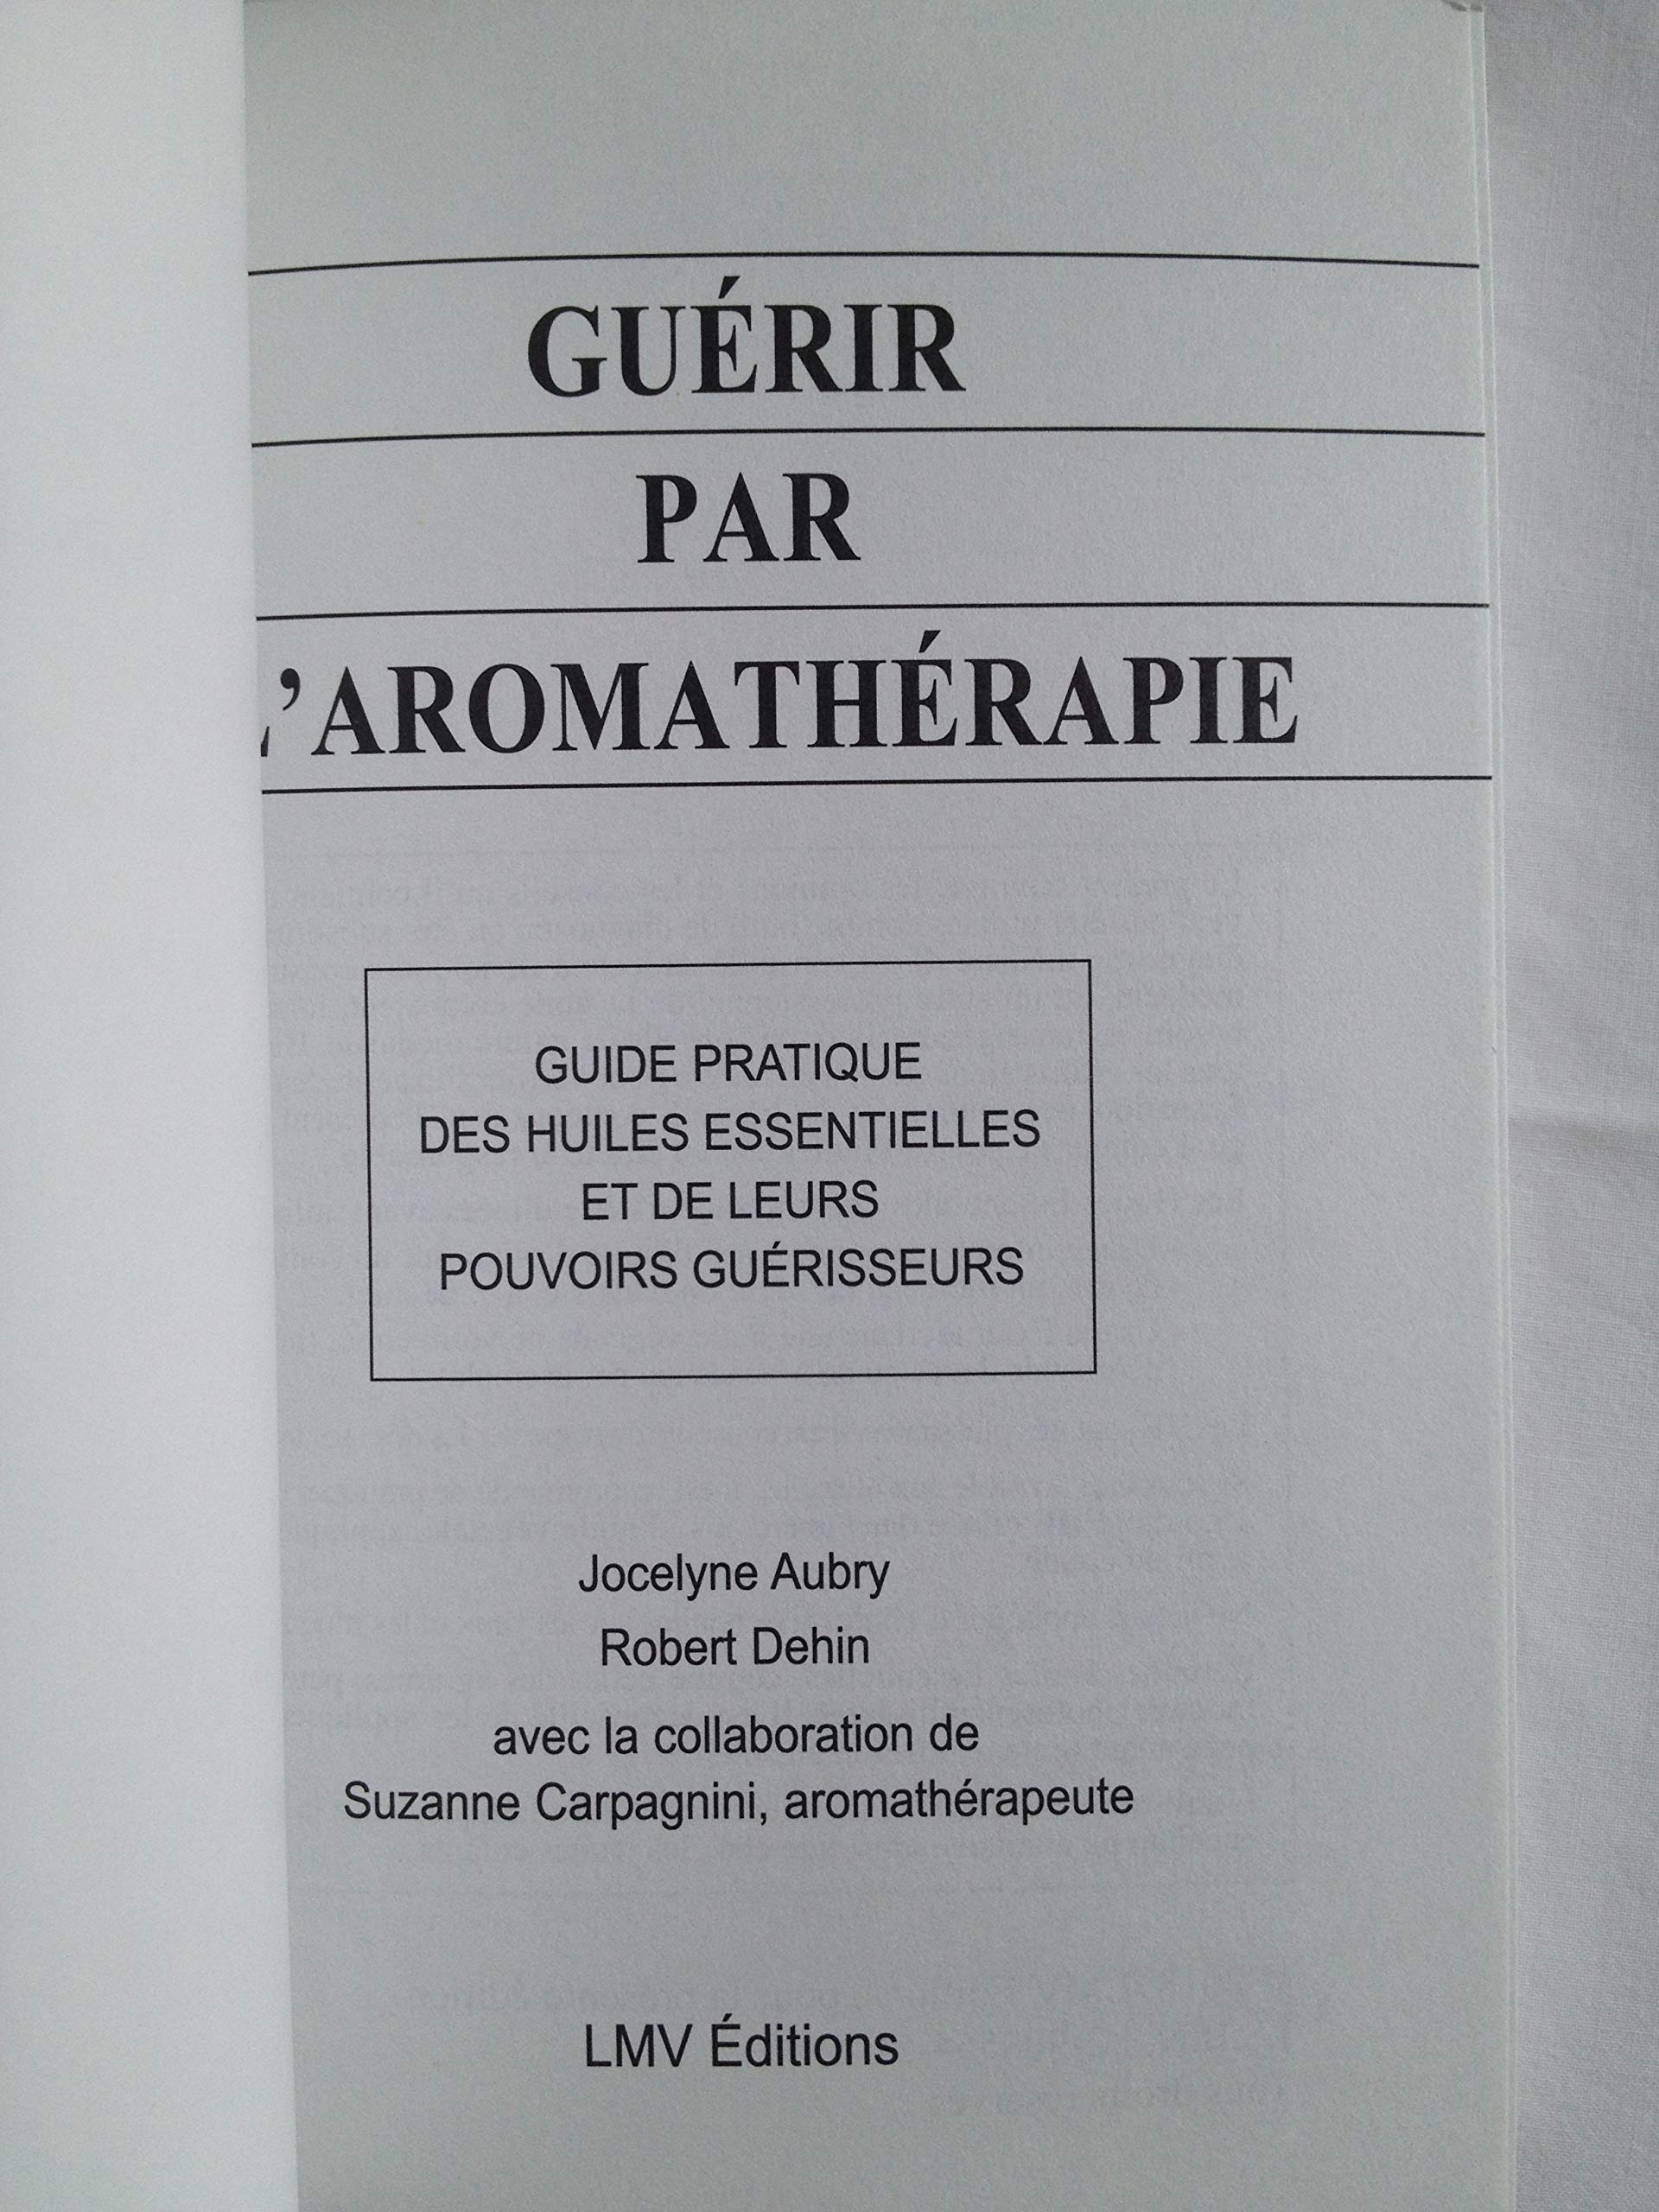 GUÉRIR
PAR
L'AROMATHÉRAPIE
GUIDE PRATIQUE
DES HUILES ESSENTIELLES
ET DE LEURS
POUVOIRS GUÉRISSEURS
Jocelyne Aubry
Robert Dehin
avec la collaboration de
Suzanne Carpagnini, aromathérapeute
LMV Éditions